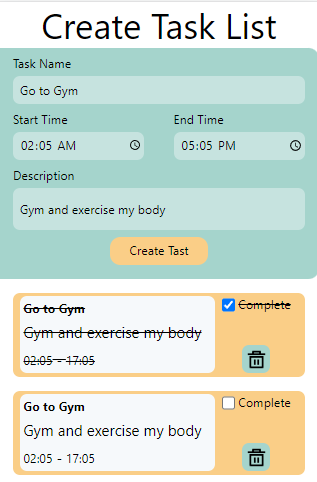 Create Task List
Task Name
Go to Gym
Start Time End Time
02:05 AM 05:05 PM
Description
Gym and exercise my body
Create Tast
Go to Gym
Complete
Gym and exercise my body
02:05 - 17:05
Go to Gym
Complete
Gym and exercise my body
02:05 - 17:05